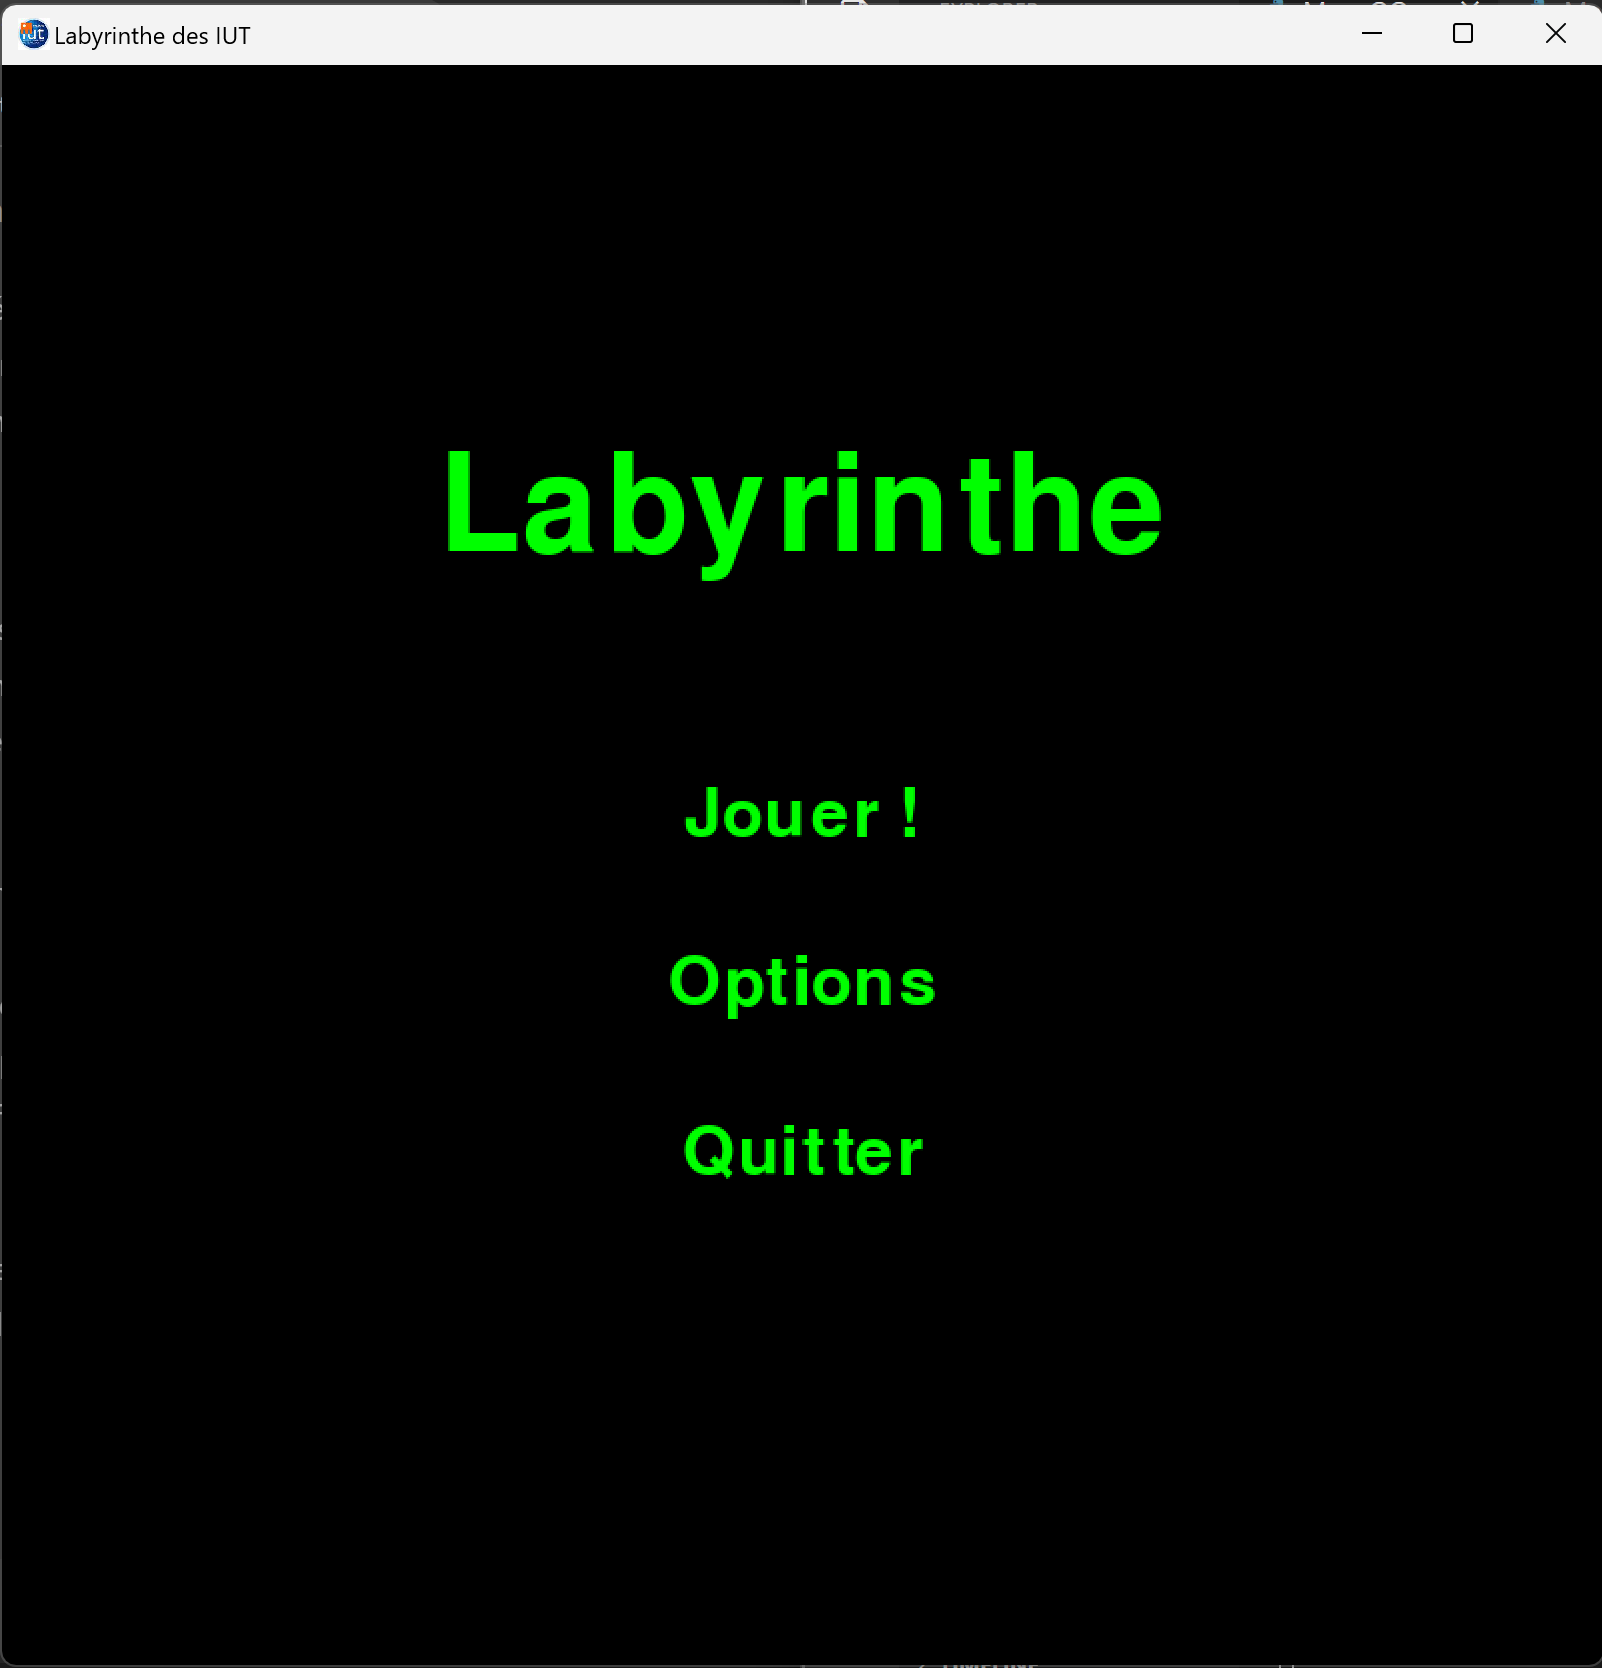 Labyrinthe des IUT
Labyrinthe
Jouer !
Options
Quitter